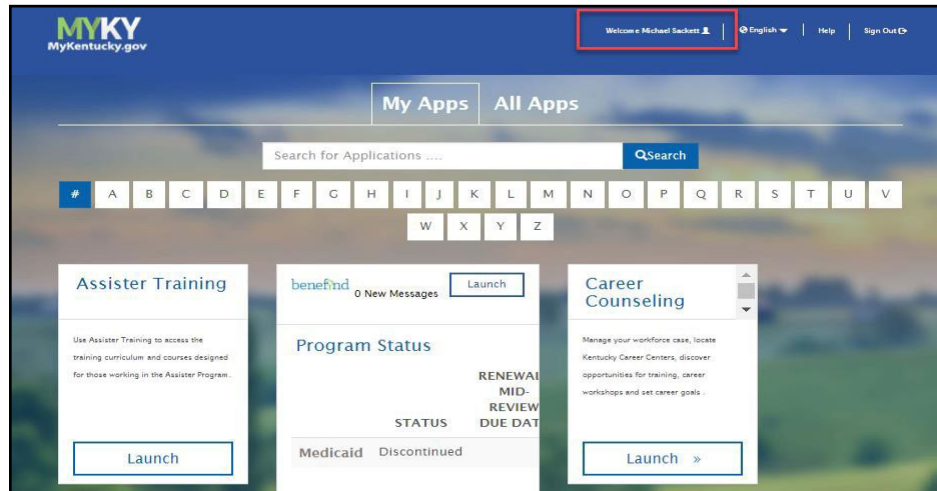 MYKY
MyKentucky.gov
Welcome Michael Sackett
English
Help
Sign Out
My Apps
All Apps
Search for Applications ....
Search
# A B C D E F G H I J K L M N O P Q R S T U V
W X Y Z
Assister Training
Use Assister Training to access the
training curriculum and courses designed
for those working in the Assister Program.
Launch
benefind
0 New Messages
Launch
Program Status
RENEWAL
MID-
REVIEW
STATUS DUE DAT
Medicaid Discontinued
Career
Counseling
Manage your workforce case, locate
Kentucky Career Centers, discover
opportunities for training, career
workshops and set career goals .
Launch »